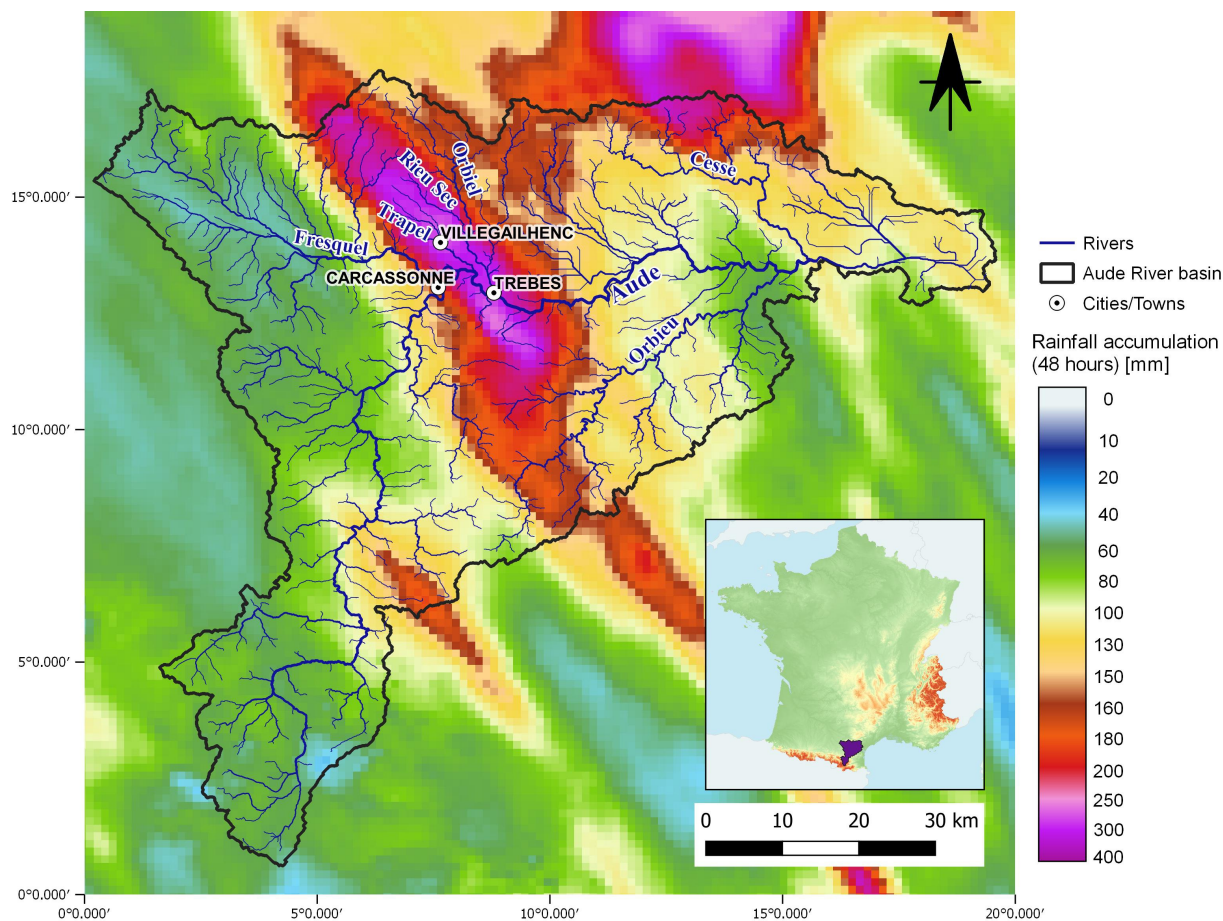 Orbiel
Cesse
Rieu Sec
15°0.000′
Trapel
VILLEGAILHENC
Fresquel
Rivers
CARCASSONNE
Aude River basin
TREBES
Aude
Cities/Towns
Orbieu
Rainfall accumulation
(48 hours) [mm]
0
10
10°0.000′
20
40
60
80
100
130
5°0.000′
150
160
180
200
250
0 10 20 30 km
300
400
0°0.000′
0°0.000′ 5°0.000′ 10°0.000′ 15°0.000′ 20°0.000′